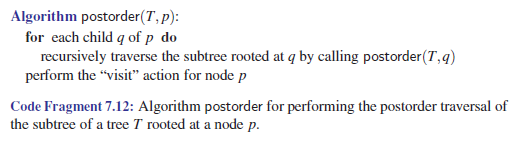 Algorithm postorder(T,p):
for each child q of p do
recursively traverse the subtree rooted at q by calling postorder(T,q)
perform the “visit” action for node p
Code Fragment 7.12: Algorithm postorder for performing the postorder traversal of
the subtree of a tree T rooted at a node p.